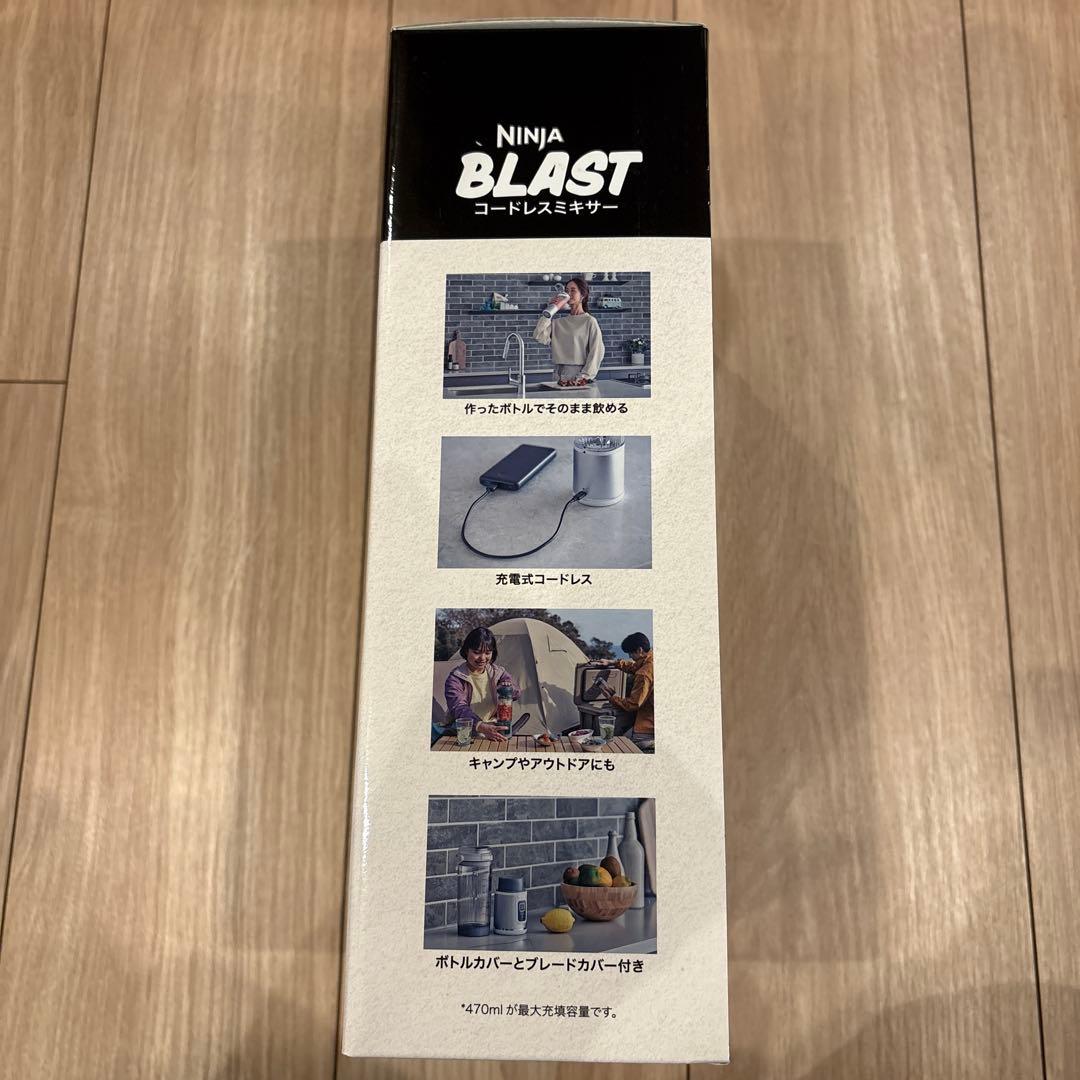 NINJA
BLAST
コードレスミキサー
作ったボトルでそのまま飲める
充電式コードレス
キャンプやアウトドアにも
ボトルカバーとブレードカバー付き
*470mlが最大充填容量です。